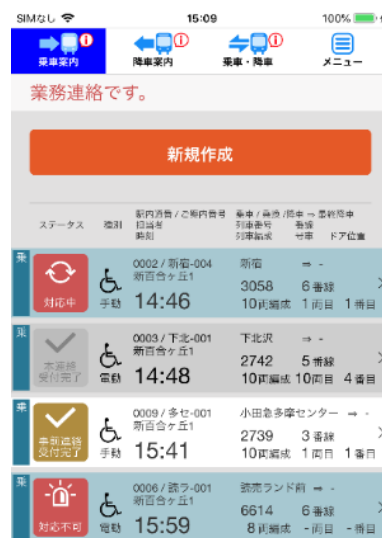 SIMなし 15:09 100%
乗車案内 降車案内 乗車・降車 メニュー
業務連絡です。
新規作成
駅内通番 / ご案内番号 乗車 / 乗換 / 降車 ⇒ 最終降車
ステータス 種別 担当者 列車番号 番線
時刻 列車編成 号車 ドア位置
乗 0002 / 新宿-004 新宿 ⇒ -
新百合ヶ丘1 3058 6 番線
対応中 手動 14:46 10両編成 1両目 1番目
乗 0003 / 下北-001 下北沢 ⇒ -
本連絡 新百合ヶ丘1 2742 5番線
受付完了 電動 14:48 10両編成 10両目 4番目
乗 0009 / 多セ-001 小田急多摩センター ⇒ -
事前連絡 新百合ヶ丘1 2739 3番線
受付完了 手動 15:41 10両編成 1両目 1番目
乗 0006 / 読ラ-001 読売ランド前 ⇒ -
新百合ヶ丘1 6614 6番線
対応不可 電動 15:59 8両編成 -両目 -番目